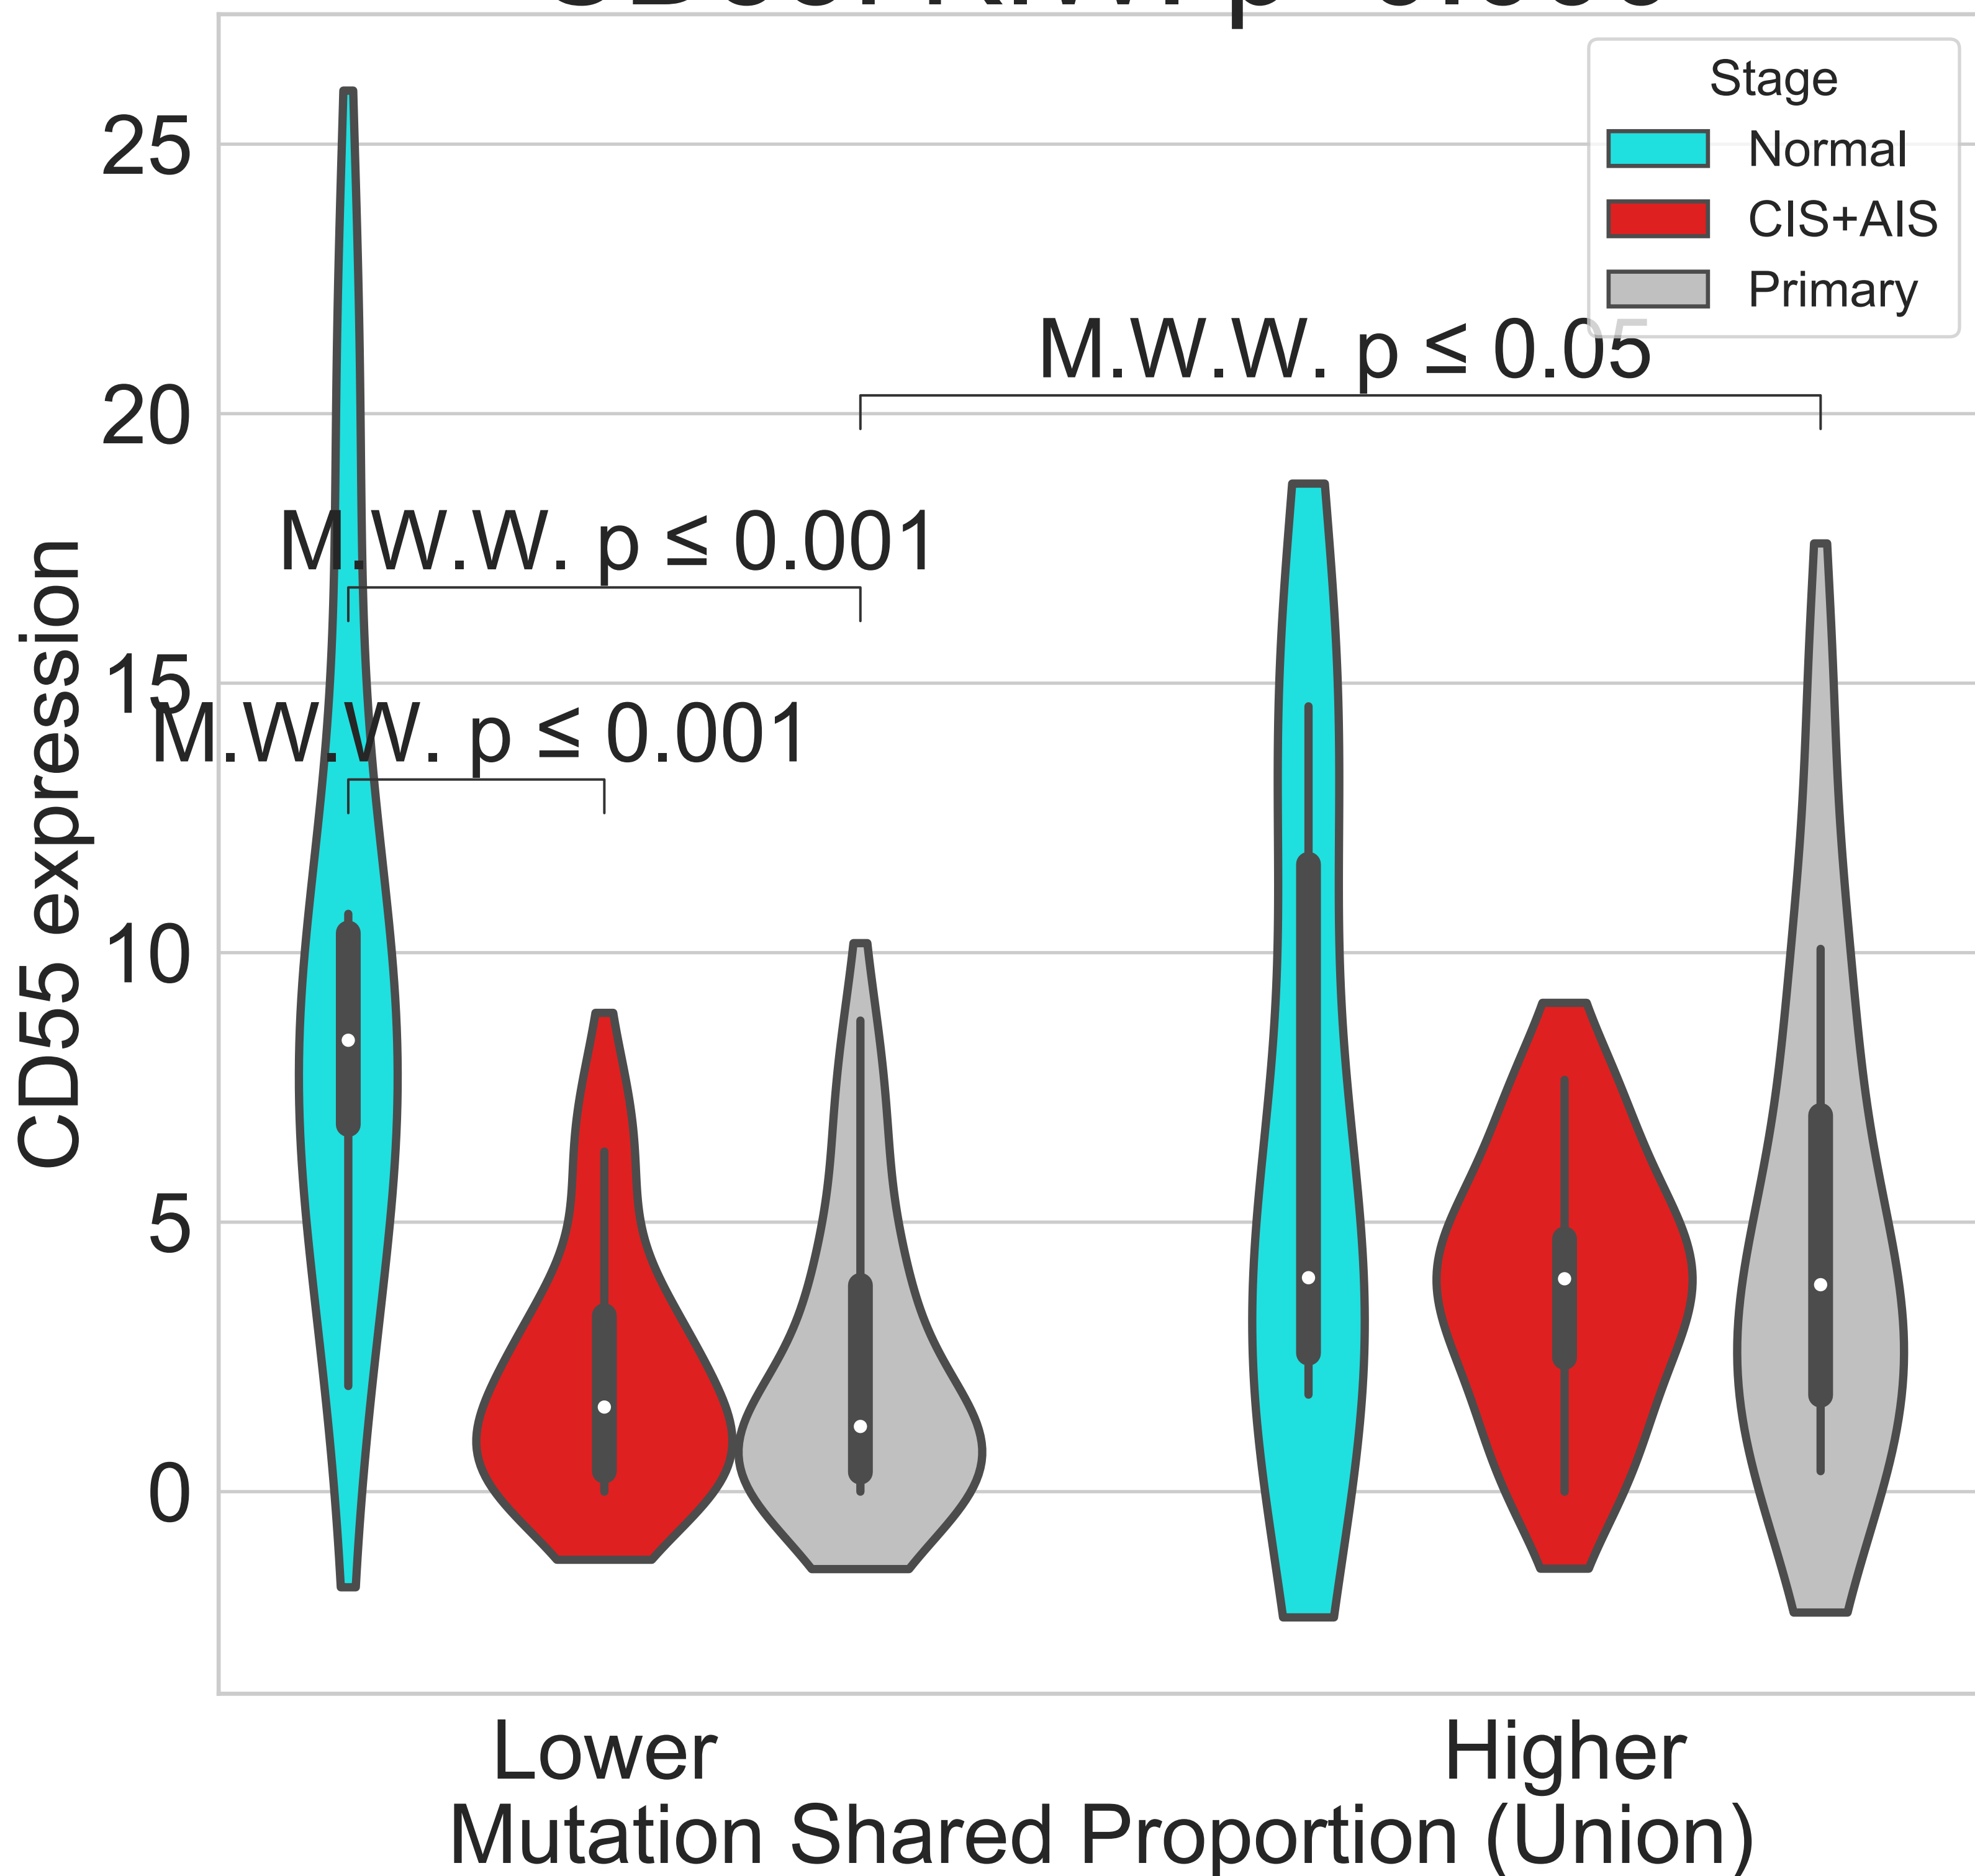 Stage
Normal
CIS+AIS
Primary
M.W.W. p ≤ 0.05
M.W.W. p ≤ 0.001
M.W.W. p ≤ 0.001
25
20
15
10
5
0
CD55 expression
Lower
Higher
Mutation Shared Proportion (Union)